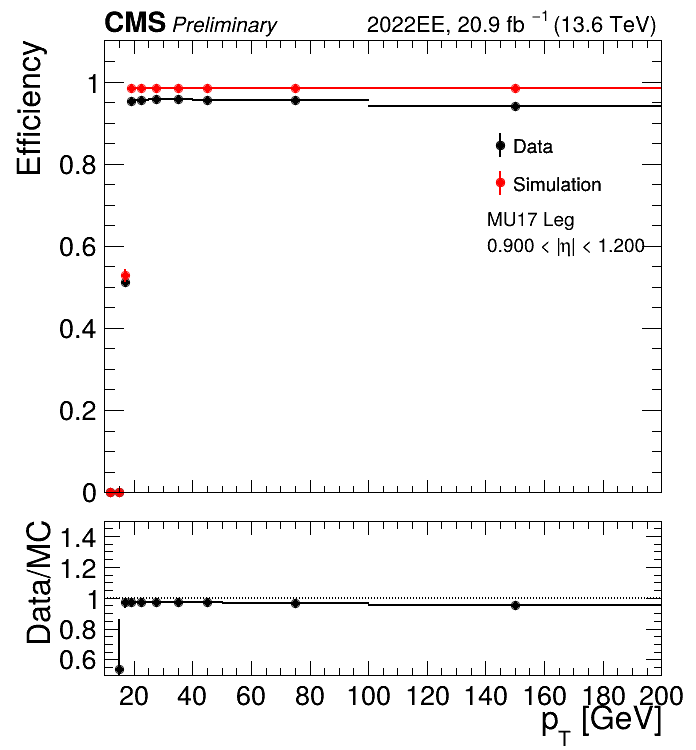 CMS Preliminary 2022EE, 20.9 fb⁻¹ (13.6 TeV)
Efficiency
1
0.8
0.6
0.4
0.2
0
Data
Simulation
MU17 Leg
0.900 < |η| < 1.200
Data/MC
1.4
1.2
1
0.8
0.6
20 40 60 80 100 120 140 160 180 200
p_T [GeV]